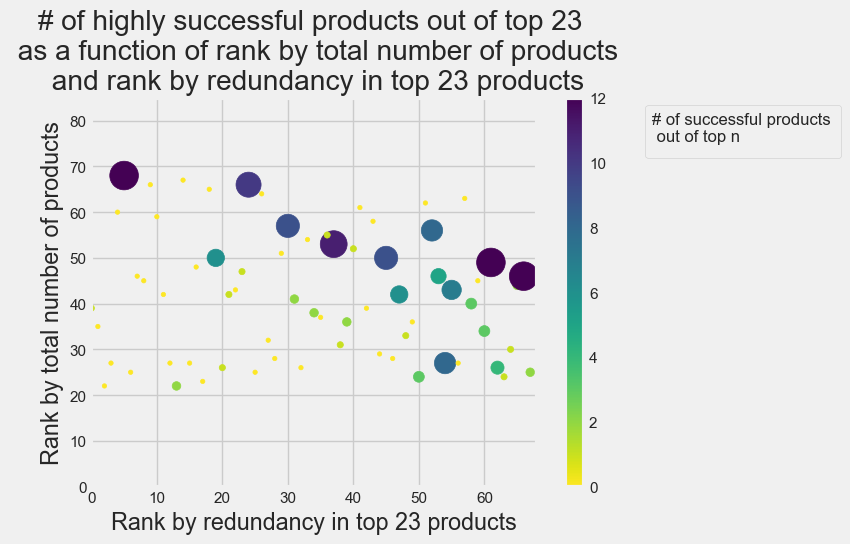 # of highly successful products out of top 23
as a function of rank by total number of products
and rank by redundancy in top 23 products
Rank by total number of products
80
70
60
50
40
30
20
10
0
0 10 20 30 40 50 60
Rank by redundancy in top 23 products
12
10
8
6
4
2
0
# of successful products
out of top n